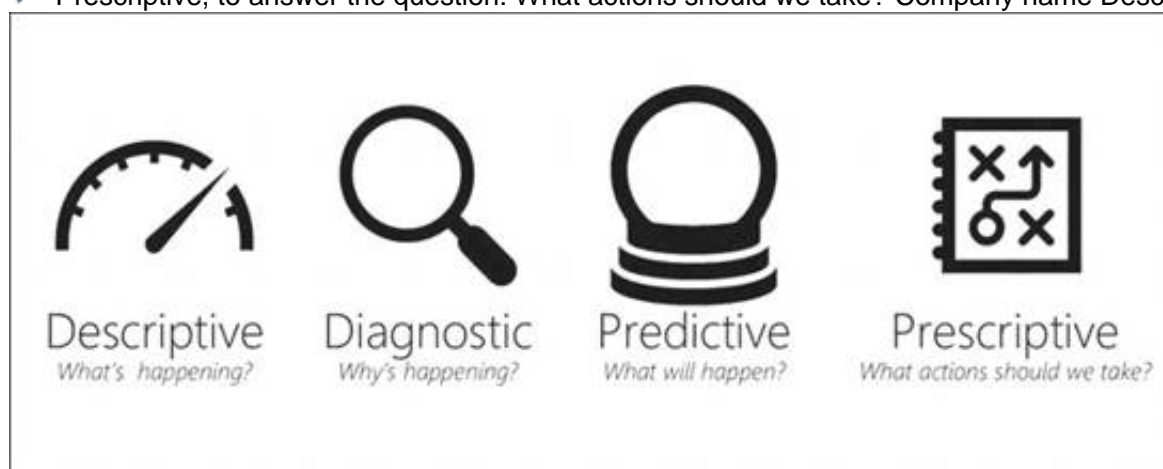 Prescriptive, to answer the question: What actions should we take? Company name Desc
Descriptive
What's happening?
Diagnostic
Why's happening?
Predictive
What will happen?
Prescriptive
What actions should we take?